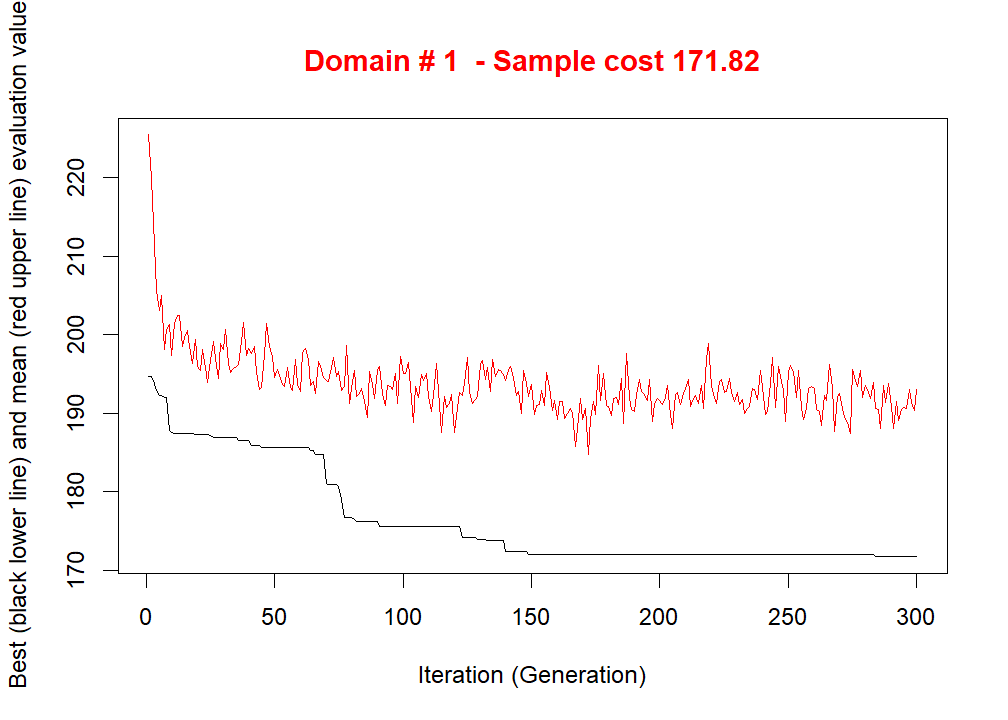 Domain # 1  - Sample cost 171.82
Best (black lower line) and mean (red upper line) evaluation value
220
210
200
190
180
170
0 50 100 150 200 250 300
Iteration (Generation)